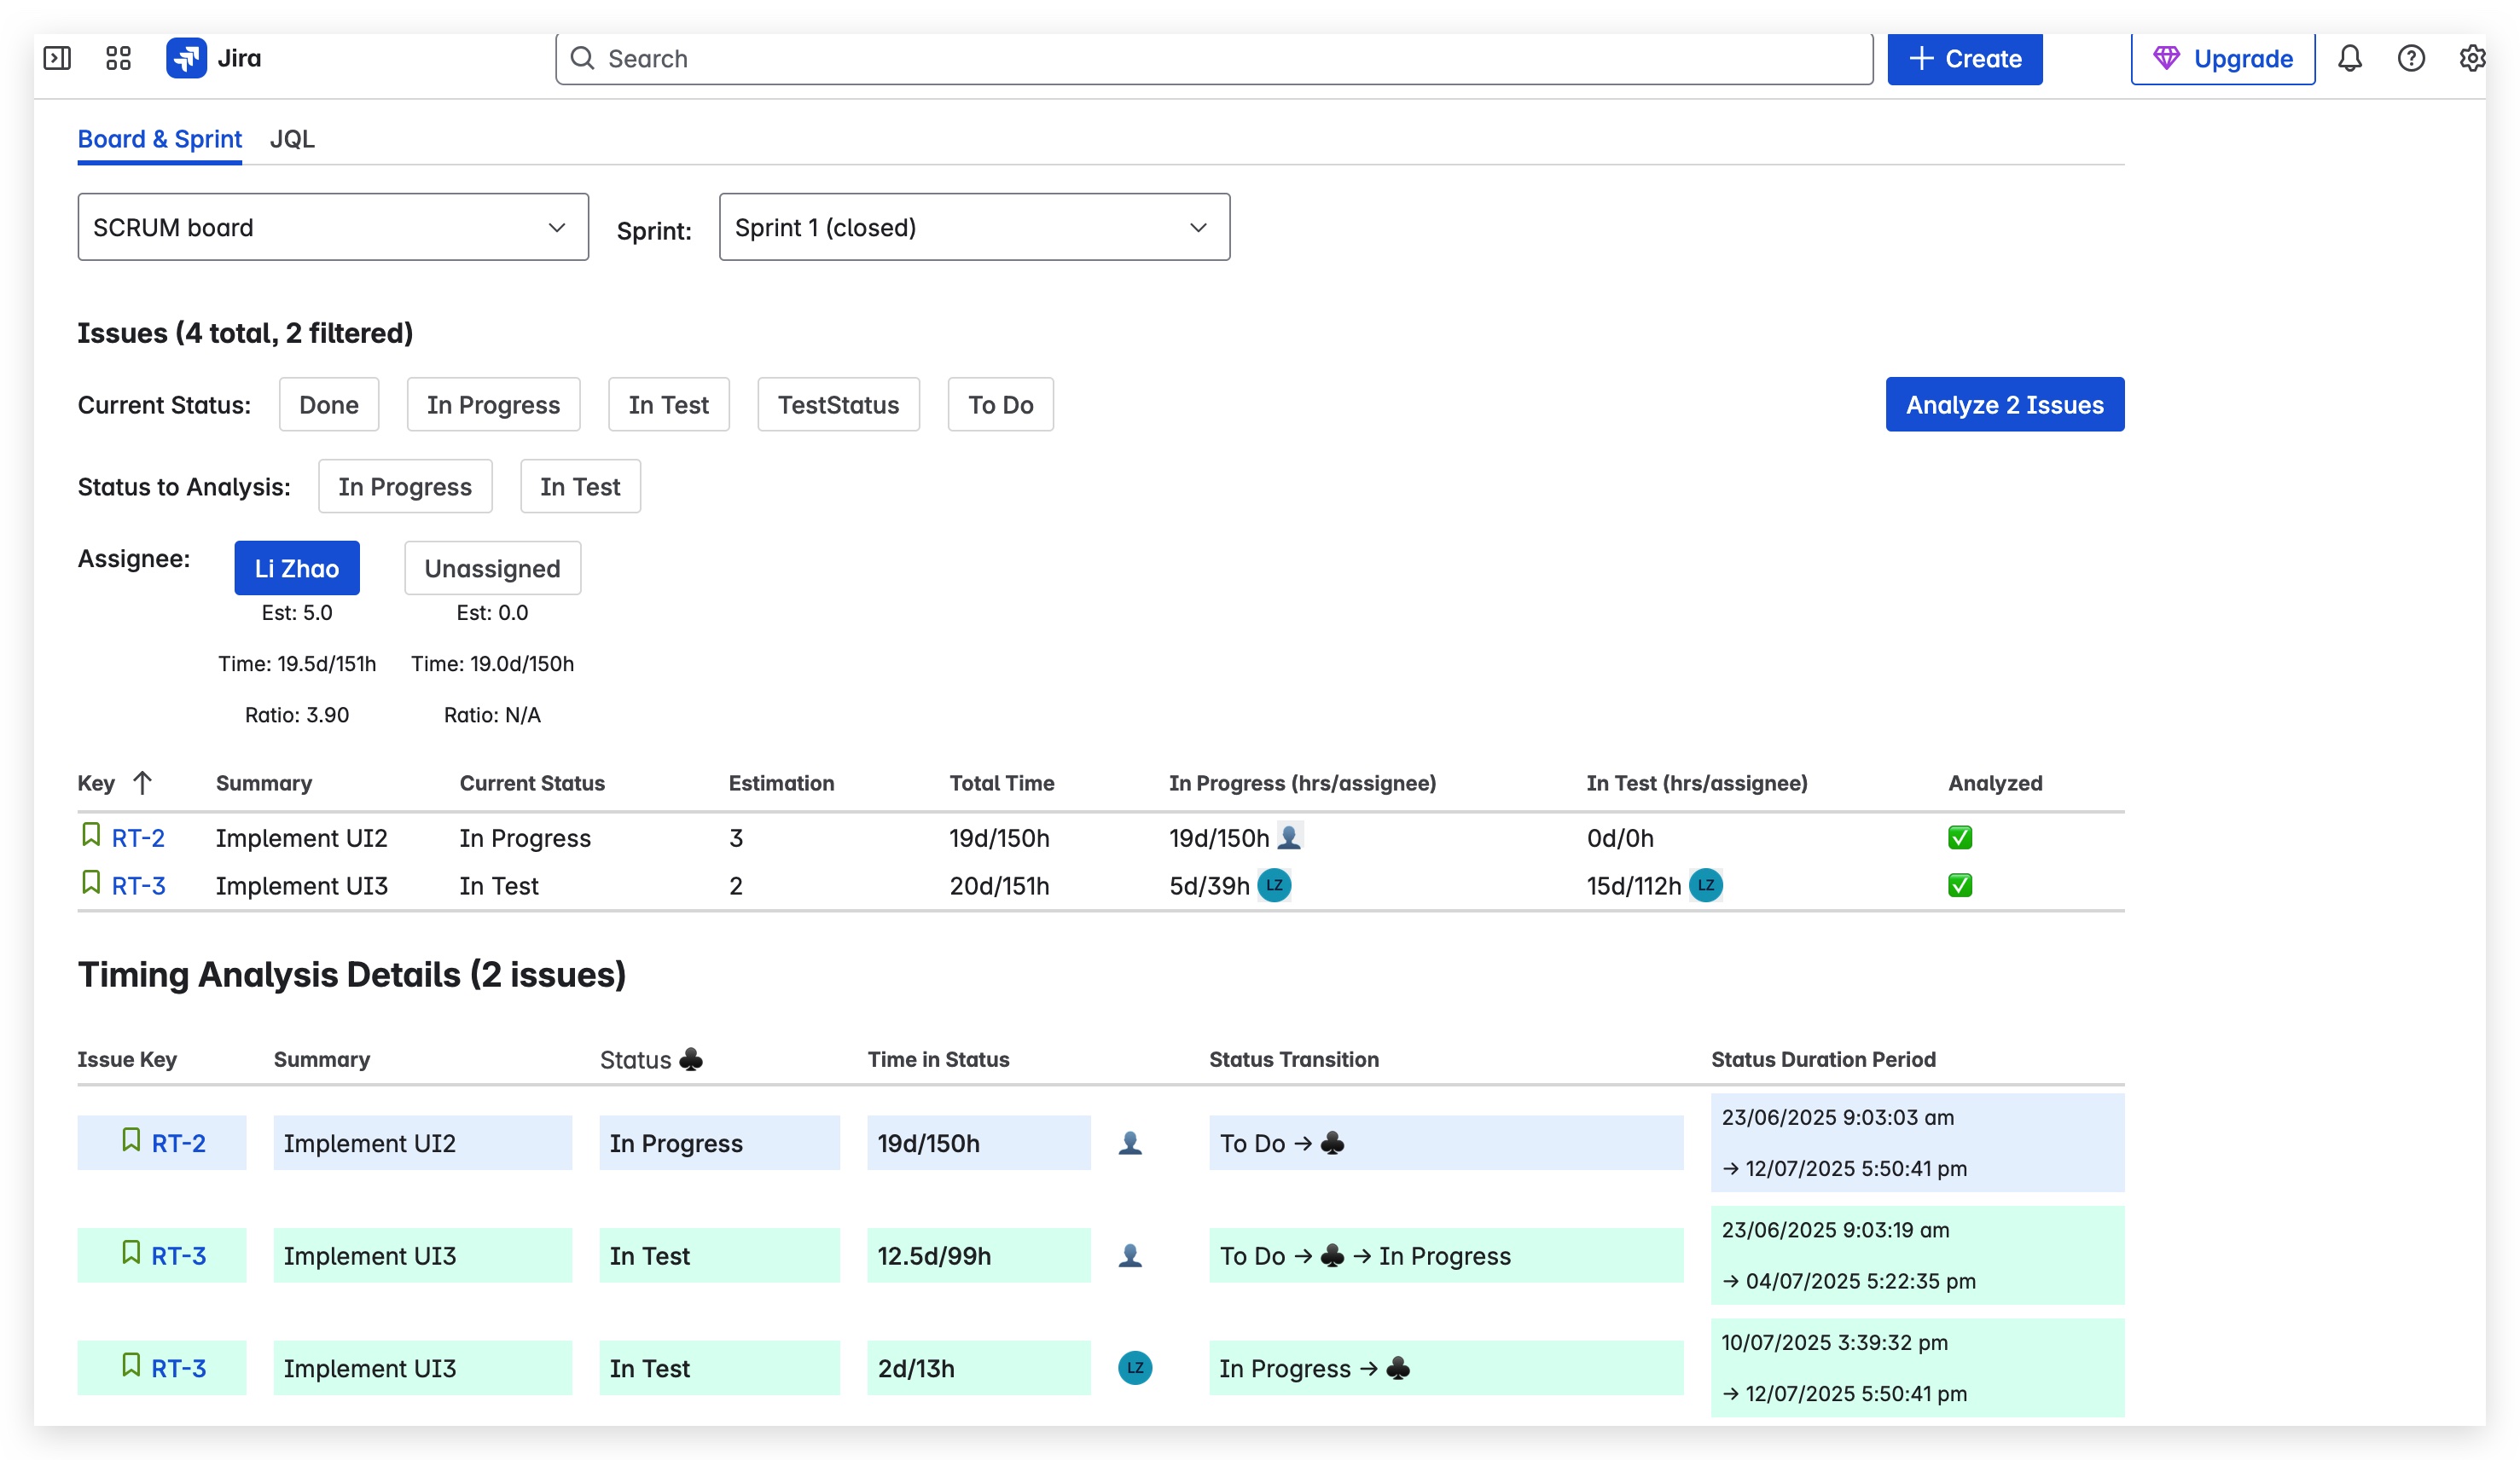 Jira
Search
+ Create
Upgrade
Board & Sprint JQL
SCRUM board Sprint: Sprint 1 (closed)
Issues (4 total, 2 filtered)
Current Status: Done In Progress In Test TestStatus To Do Analyze 2 Issues
Status to Analysis: In Progress In Test
Assignee: Li Zhao Unassigned
Est: 5.0 Est: 0.0
Time: 19.5d/151h Time: 19.0d/150h
Ratio: 3.90 Ratio: N/A
Key ↑ Summary Current Status Estimation Total Time In Progress (hrs/assignee) In Test (hrs/assignee) Analyzed
RT-2 Implement UI2 In Progress 3 19d/150h 19d/150h 0d/0h
RT-3 Implement UI3 In Test 2 20d/151h 5d/39h LZ 15d/112h LZ
Timing Analysis Details (2 issues)
Issue Key Summary Status ♣ Time in Status Status Transition Status Duration Period
RT-2 Implement UI2 In Progress 19d/150h To Do → ♣ 23/06/2025 9:03:03 am
→ 12/07/2025 5:50:41 pm
RT-3 Implement UI3 In Test 12.5d/99h To Do → ♣ → In Progress 23/06/2025 9:03:19 am
→ 04/07/2025 5:22:35 pm
RT-3 Implement UI3 In Test 2d/13h LZ In Progress → ♣ 10/07/2025 3:39:32 pm
→ 12/07/2025 5:50:41 pm